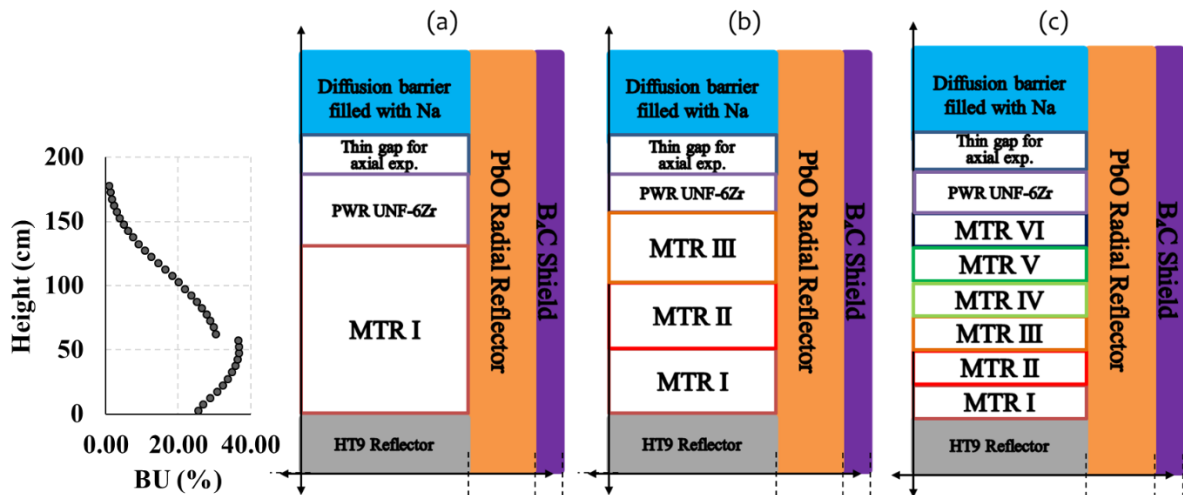 (a)
(b)
(c)
200
150
100
50
0
0.00 20.00 40.00
Height (cm)
BU (%)
Diffusion barrier
filled with Na
Thin gap for
axial exp.
PWR UNF-6Zr
MTR I
HT9 Reflector
PbO Radial Reflector
B₄C Shield
Diffusion barrier
filled with Na
Thin gap for
axial exp.
PWR UNF-6Zr
MTR III
MTR II
MTR I
HT9 Reflector
PbO Radial Reflector
B₄C Shield
Diffusion barrier
filled with Na
Thin gap for
axial exp.
PWR UNF-6Zr
MTR VI
MTR V
MTR IV
MTR III
MTR II
MTR I
HT9 Reflector
PbO Radial Reflector
B₄C Shield